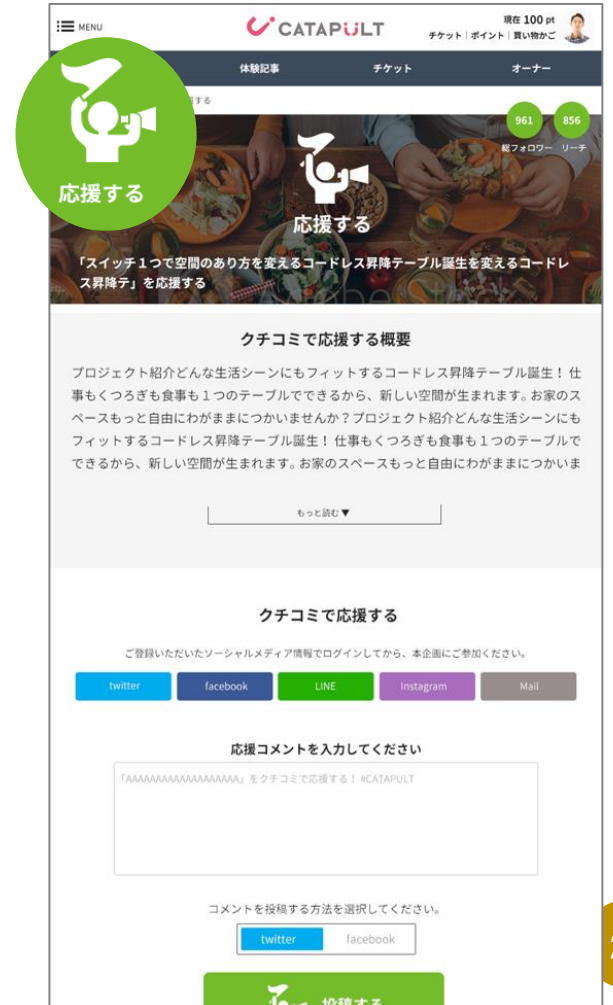 MENU
CATAPULT
現在 100 pt
チケット｜ポイント｜買い物かご
体験記事
チケット
オーナー
する
応援する
961
856
総フォロワー
リーチ
応援する
「スイッチ１つで空間のあり方を変えるコードレス昇降テーブル誕生を変えるコードレ
ス昇降テ」を応援する
クチコミで応援する概要
プロジェクト紹介どんな生活シーンにもフィットするコードレス昇降テーブル誕生！ 仕
事もくつろぎも食事も１つのテーブルでできるから、新しい空間が生まれます。お家のス
ペースもっと自由にわがままにつかいませんか？プロジェクト紹介どんな生活シーンにも
フィットするコードレス昇降テーブル誕生！ 仕事もくつろぎも食事も１つのテーブルで
できるから、新しい空間が生まれます。お家のスペースもっと自由にわがままにつかいま
もっと読む▼
クチコミで応援する
ご登録いただいたソーシャルメディア情報でログインしてから、本企画にご参加ください。
twitter
facebook
LINE
Instagram
Mail
応援コメントを入力してください
「AAAAAAAAAAAAAAAAAAA」をクチコミで応援する！ #CATAPULT
コメントを投稿する方法を選択してください。
twitter
facebook
投稿する